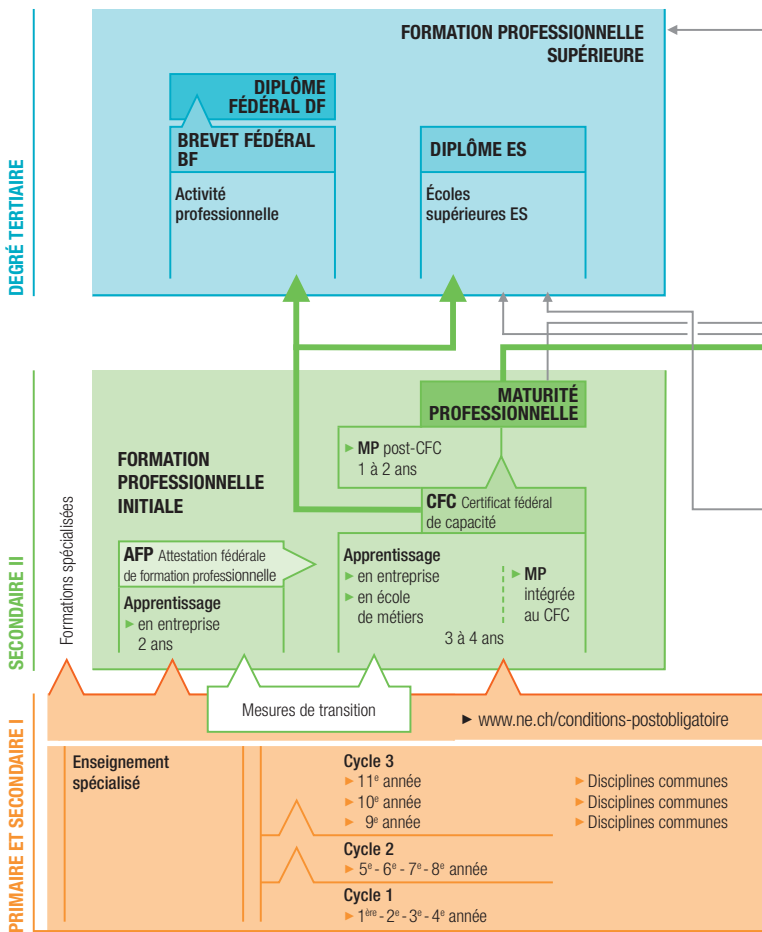 DEGRÉ TERTIAIRE
FORMATION PROFESSIONNELLE
SUPÉRIEURE
DIPLÔME
FÉDÉRAL DF
BREVET FÉDÉRAL
BF
Activité
professionnelle
DIPLÔME ES
Écoles
supérieures ES
SECONDAIRE II
Formations spécialisées
FORMATION
PROFESSIONNELLE
INITIALE
MATURITÉ
PROFESSIONNELLE
► MP post-CFC
1 à 2 ans
CFC Certificat fédéral
de capacité
AFP Attestation fédérale
de formation professionnelle
Apprentissage
► en entreprise
2 ans
Apprentissage
► en entreprise
► en école
de métiers
► MP
intégrée
au CFC
3 à 4 ans
Mesures de transition
► www.ne.ch/conditions-postobligatoire
PRIMAIRE ET SECONDAIRE I
Enseignement
spécialisé
Cycle 3
► 11e année
► 10e année
► 9e année
► Disciplines communes
► Disciplines communes
► Disciplines communes
Cycle 2
► 5e - 6e - 7e - 8e année
Cycle 1
► 1ère - 2e - 3e - 4e année